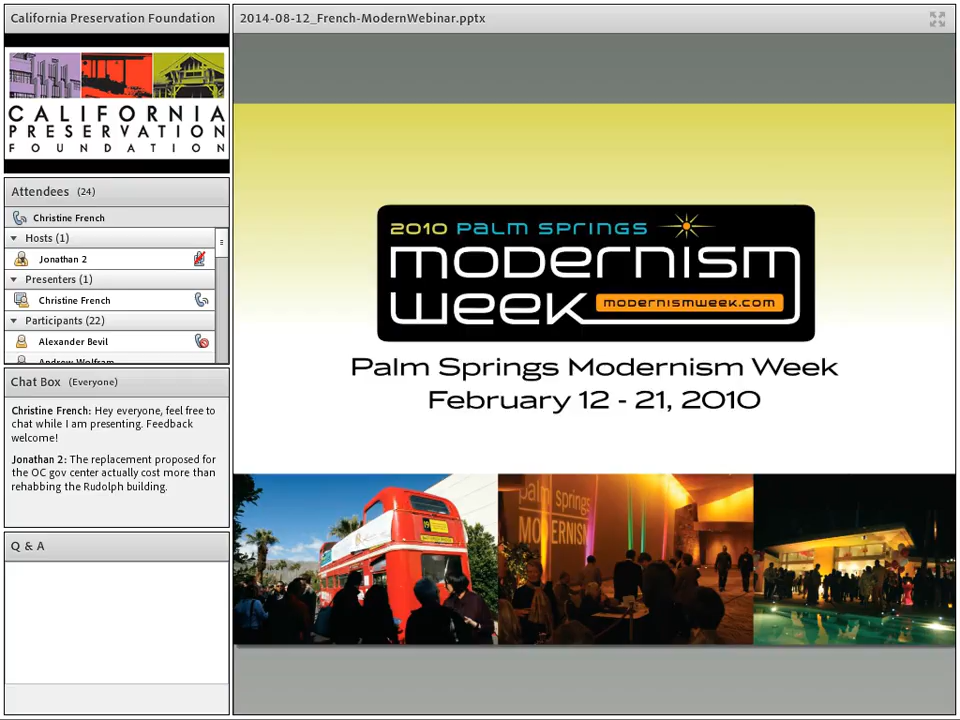 California Preservation Foundation
CALIFORNIA
PRESERVATION
FOUNDATION
Attendees (24)
Christine French
Hosts (1)
Jonathan 2
Presenters (1)
Christine French
Participants (22)
Alexander Bevil
Andrew Wolfram
Chat Box (Everyone)
Christine French: Hey everyone, feel free to
chat while I am presenting. Feedback
welcome!
Jonathan 2: The replacement proposed for
the OC gov center actually cost more than
rehabbing the Rudolph building.
Q & A
2014-08-12_French-ModernWebinar.pptx
2010 PALM SPRINGS
modernism
week modernismweek.com
Palm Springs Modernism Week
February 12 - 21, 2010
19
palm springs
MODERNISM